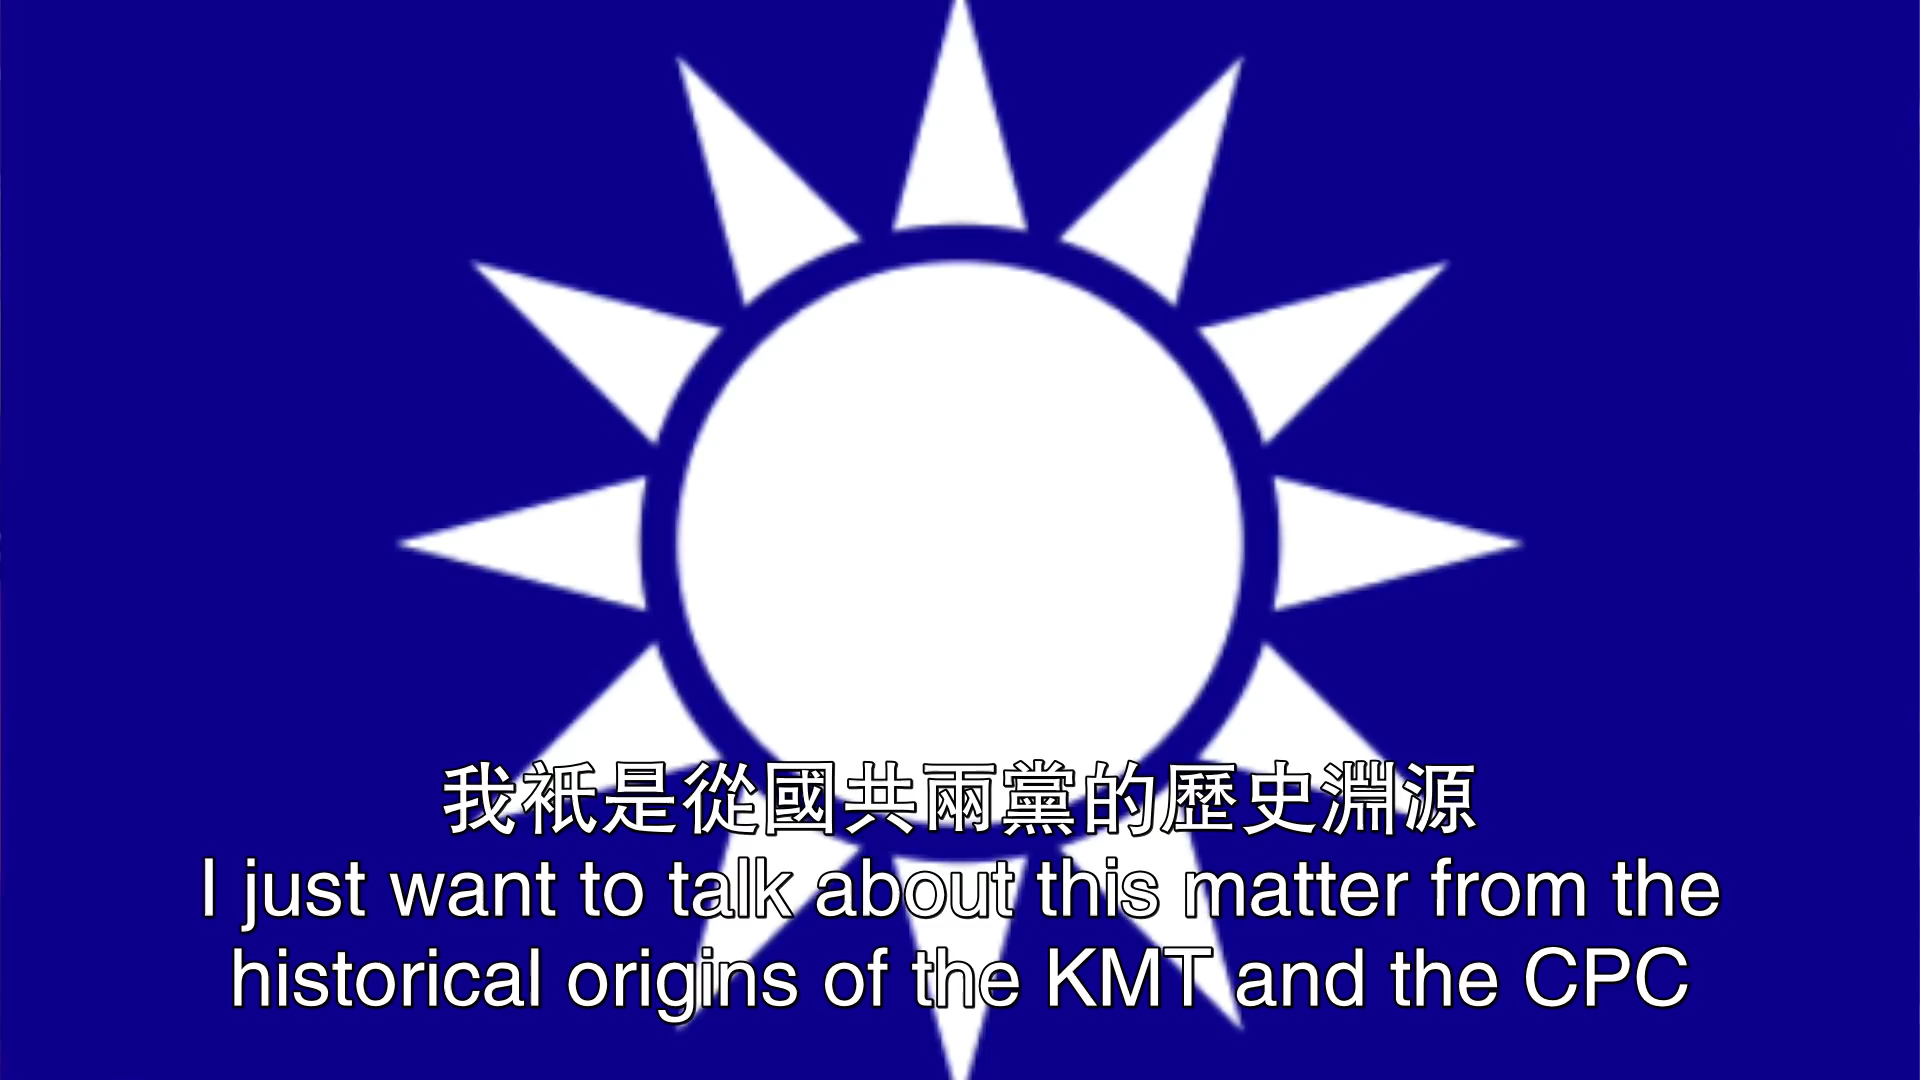 我衹是從國共兩黨的歷史淵源
I just want to talk about this matter from the
historical origins of the KMT and the CPC